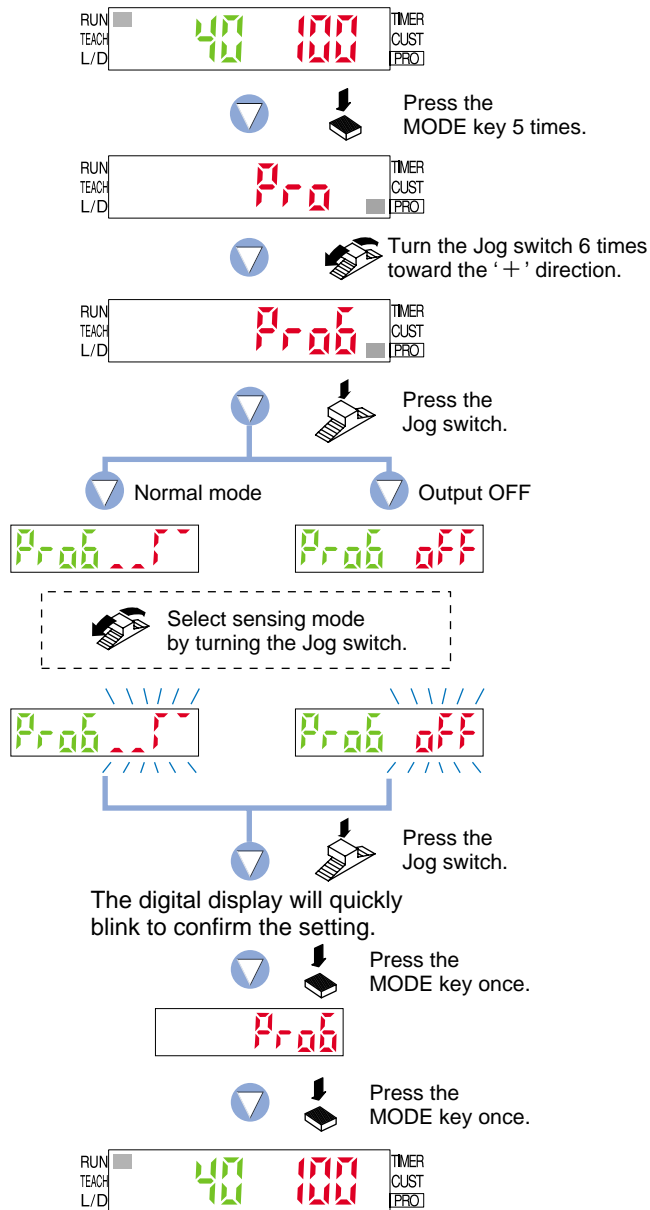 RUN 40 100 TIMER
TEACH CUST
L/D PRO
Press the
MODE key 5 times.
RUN Pro TIMER
TEACH CUST
L/D PRO
Turn the Jog switch 6 times
toward the ‘＋’ direction.
RUN Pro6 TIMER
TEACH CUST
L/D PRO
Press the
Jog switch.
Normal mode
Output OFF
Pro6
Pro6 oFF
Select sensing mode
by turning the Jog switch.
Pro6
Pro6 oFF
Press the
Jog switch.
The digital display will quickly
blink to confirm the setting.
Press the
MODE key once.
Pro6
Press the
MODE key once.
RUN 40 100 TIMER
TEACH CUST
L/D PRO